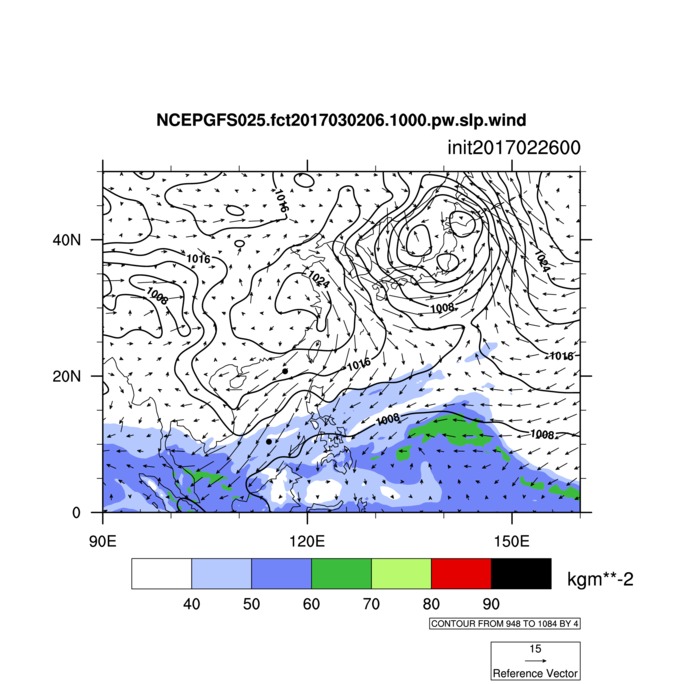 NCEPGFS025.fct2017030206.1000.pw.slp.wind
init2017022600
1016
40N
1016
1024
1024
1008
1008
1016
1016
20N
1008
1008
0
90E 120E 150E
kgm**-2
40 50 60 70 80 90
CONTOUR FROM 948 TO 1084 BY 4
15
Reference Vector